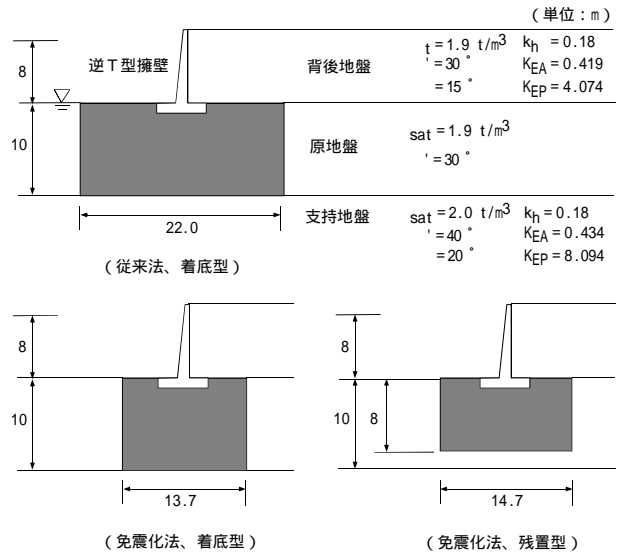 (単位:m)
8
逆T型擁壁
背後地盤
t=1.9 t/m³ kh=0.18
'=30° KEA=0.419
=15° KEP=4.074
10
原地盤
sat=1.9 t/m³
'=30°
22.0
支持地盤
sat=2.0 t/m³ kh=0.18
'=40° KEA=0.434
=20° KEP=8.094
(従来法、着底型)
8
10
13.7
(免震化法、着底型)
8
10
8
14.7
(免震化法、残置型)